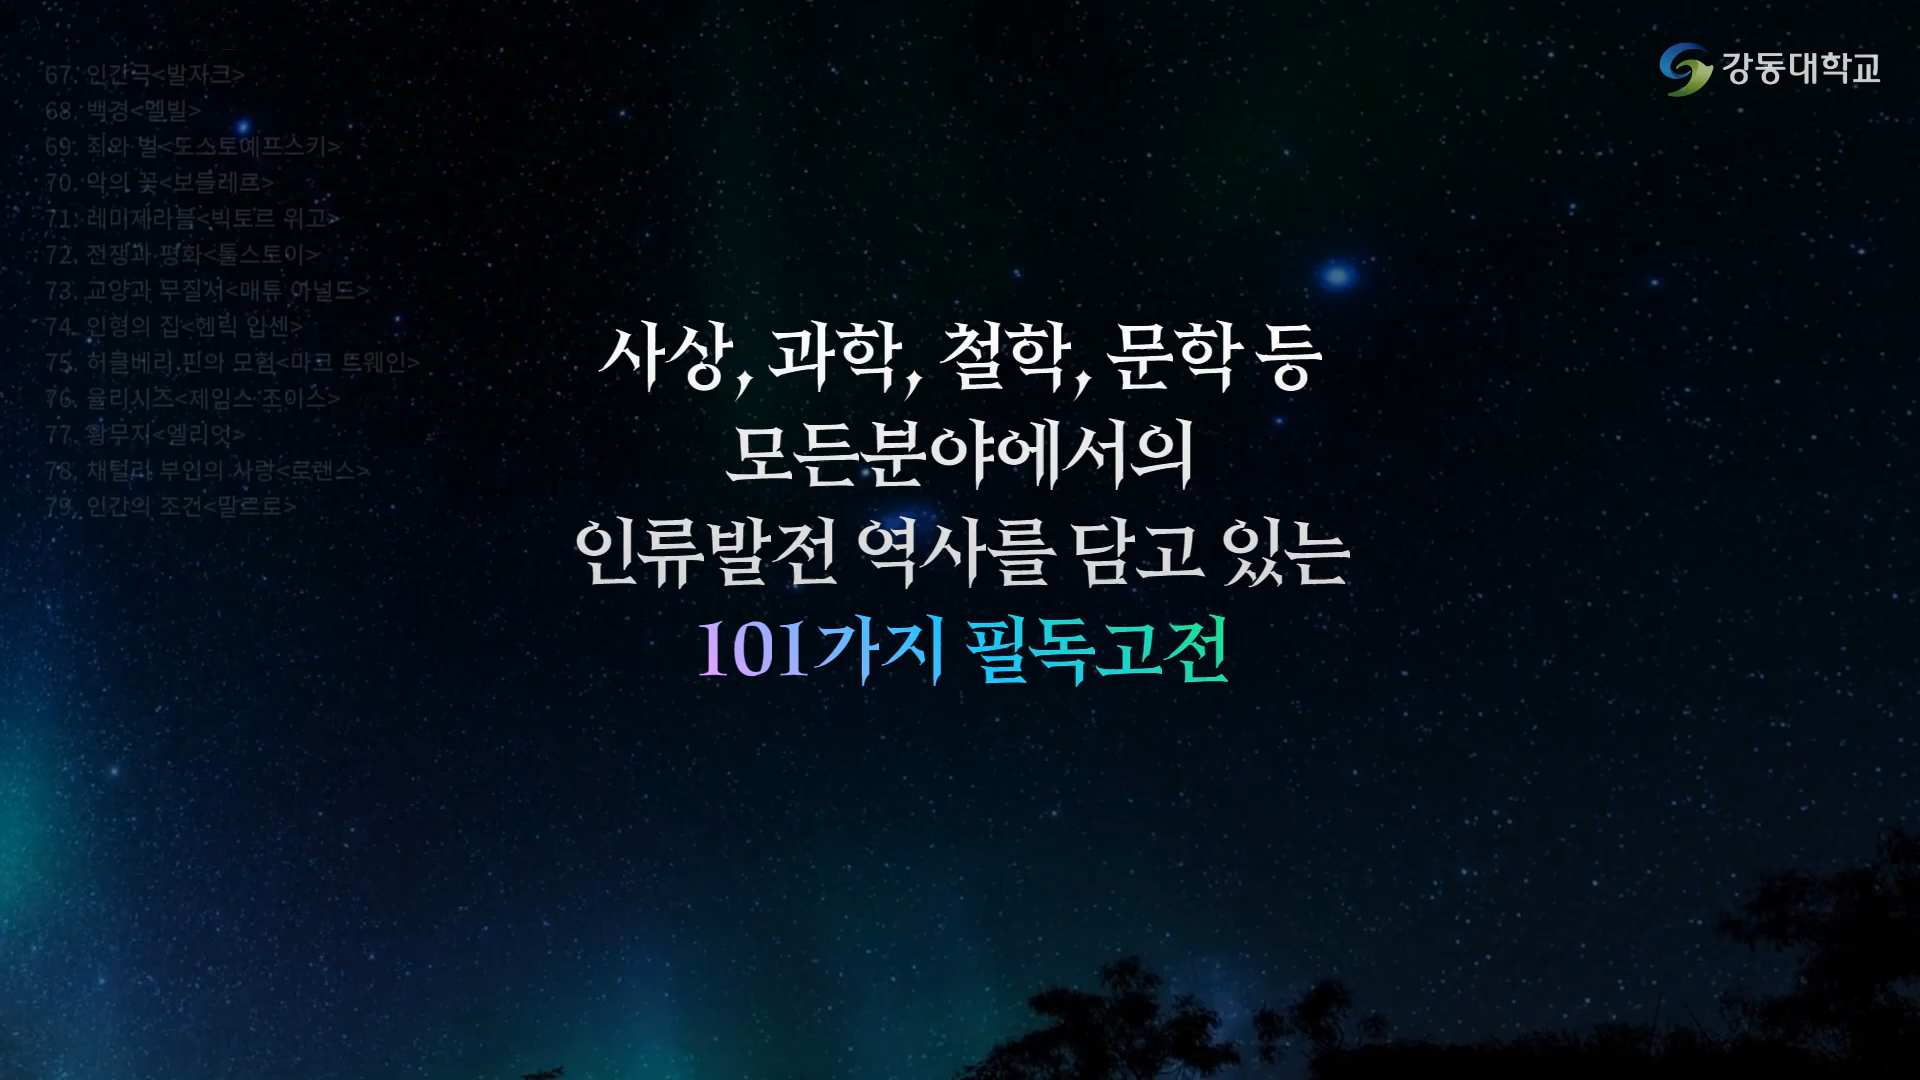 67. 인간극<발자크>
68. 백경<멜빌>
69. 죄와 벌<도스토예프스키>
70. 악의 꽃<보들레르>
71. 레미제라블<빅토르 위고>
72. 전쟁과 평화<톨스토이>
73. 교양과 무질서<매튜 아널드>
74. 인형의 집<헨릭 입센>
75. 허클베리 핀의 모험<마크 트웨인>
76. 율리시즈<제임스 조이스>
77. 황무지<엘리엇>
78. 채털리 부인의 사랑<로렌스>
79. 인간의 조건<말르로>
강동대학교
사상, 과학, 철학, 문학 등
모든분야에서의
인류발전 역사를 담고 있는
101가지 필독고전